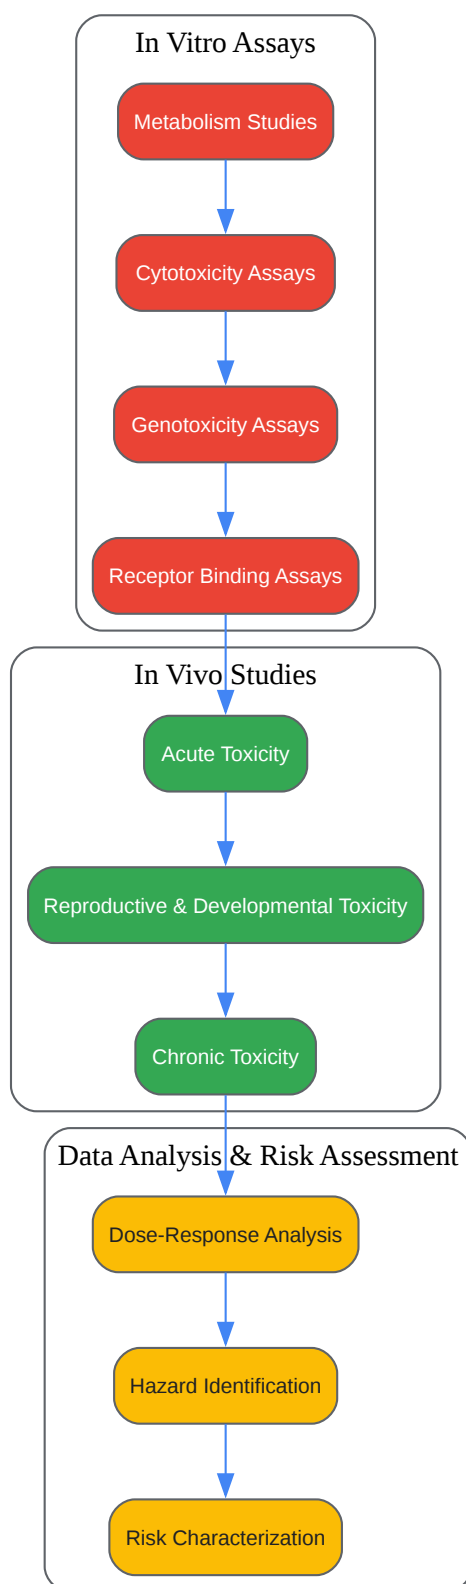 In Vitro Assays
Metabolism Studies
Cytotoxicity Assays
Genotoxicity Assays
Receptor Binding Assays
In Vivo Studies
Acute Toxicity
Reproductive & Developmental Toxicity
Chronic Toxicity
Data Analysis & Risk Assessment
Dose-Response Analysis
Hazard Identification
Risk Characterization